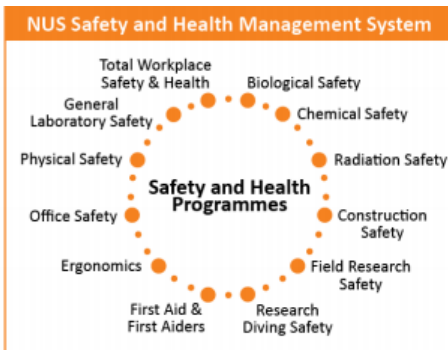 NUS Safety and Health Management System
Total Workplace
Safety & Health
Biological Safety
General
Laboratory Safety
Chemical Safety
Physical Safety
Radiation Safety
Safety and Health
Programmes
Office Safety
Construction
Safety
Ergonomics
Field Research
Safety
First Aid &
First Aiders
Research
Diving Safety